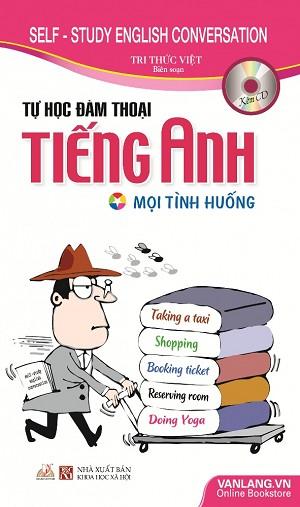 SELF - STUDY ENGLISH CONVERSATION
TRI THỨC VIỆT
Biên soạn
Kèm CD
TỰ HỌC ĐÀM THOẠI
TIẾNG ANH
MỌI TÌNH HUỐNG
Taking a taxi
Shopping
Booking ticket
Reserving room
Doing Yoga
NHÀ XUẤT BẢN
KHOA HỌC XÃ HỘI
VANLANG.VN
Online Bookstore